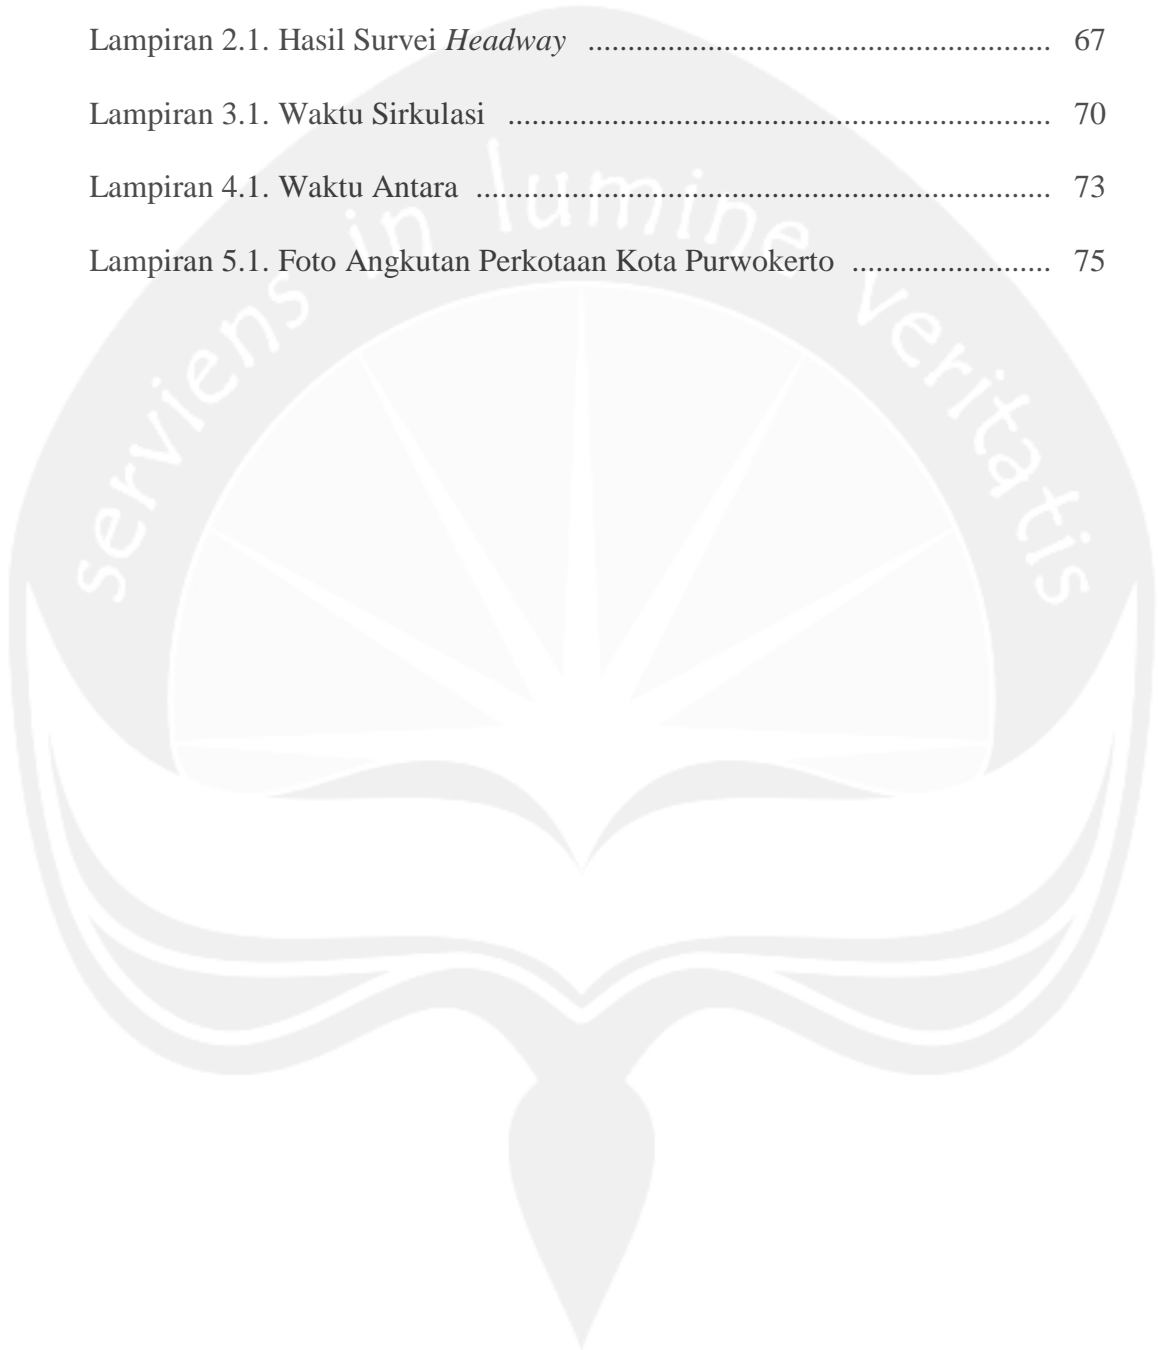 Lampiran 2.1. Hasil Survei Headway ......................................................... 67
Lampiran 3.1. Waktu Sirkulasi ................................................................... 70
Lampiran 4.1. Waktu Antara ....................................................................... 73
Lampiran 5.1. Foto Angkutan Perkotaan Kota Purwokerto ......................... 75
serviens in lumine veritatis